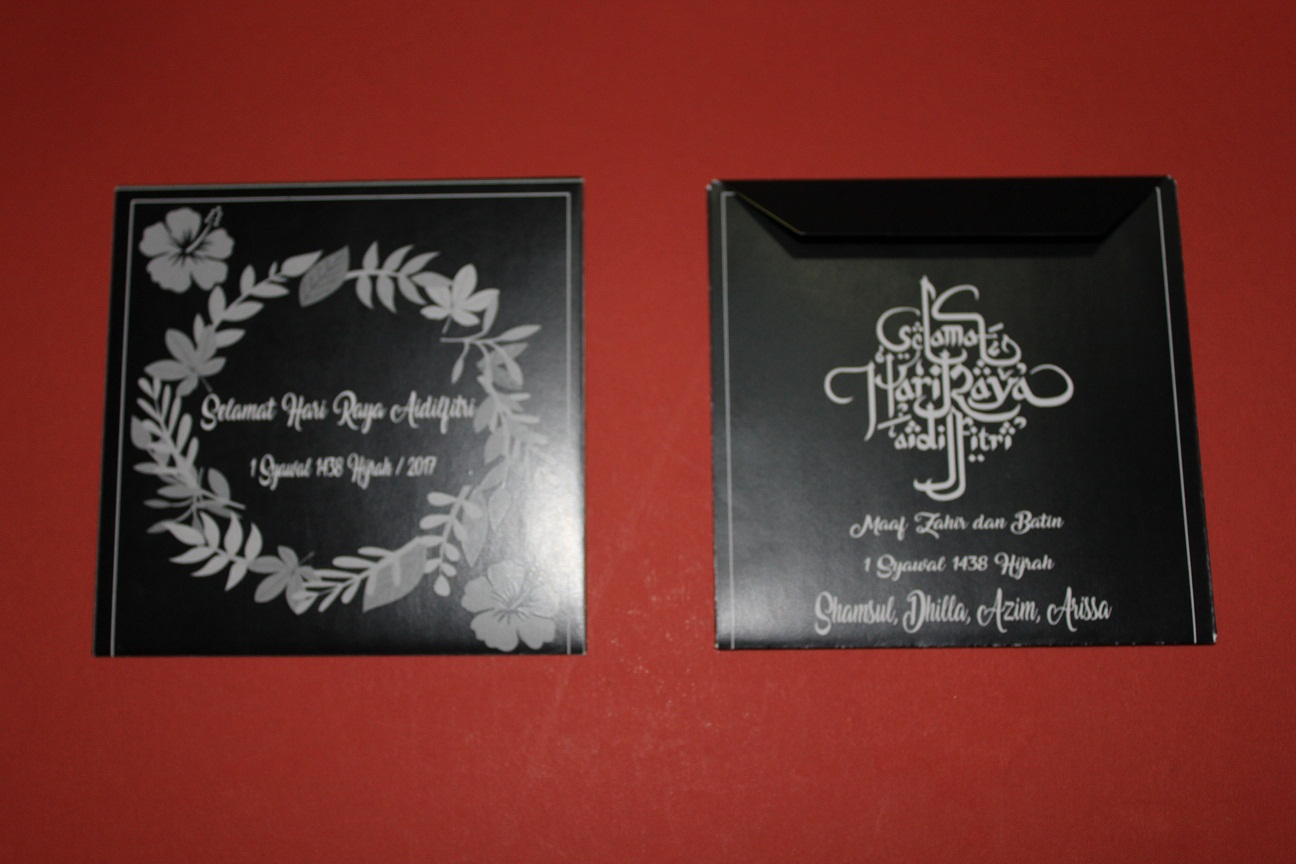 Selamat Hari Raya Aidilfitri
1 Syawal 1438 Hijrah / 2017
Selamat
Hari Raya
aidilfitri
Maaf Zahir dan Batin
1 Syawal 1438 Hijrah
Shamsul, Dhilla, Azim, Arissa